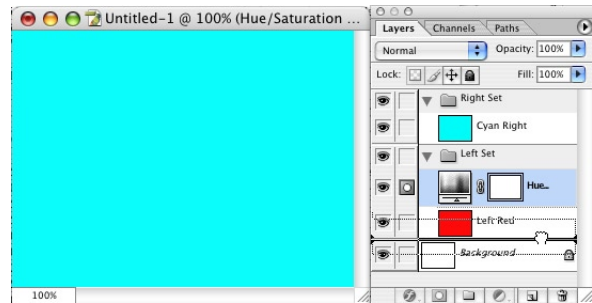 Untitled-1 @ 100% (Hue/Saturation ...
Layers Channels Paths
Normal Opacity: 100%
Lock: Fill: 100%
Right Set
Cyan Right
Left Set
Hue...
Left Red
Background
100%